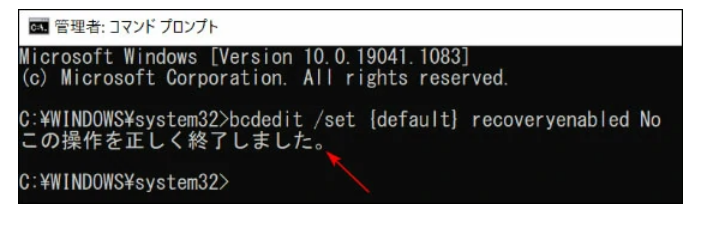 管理者: コマンド プロンプト
Microsoft Windows [Version 10.0.19041.1083]
(c) Microsoft Corporation. All rights reserved.
C:¥WINDOWS¥system32>bcdedit /set {default} recoveryenabled No
この操作を正しく終了しました。
C:¥WINDOWS¥system32>